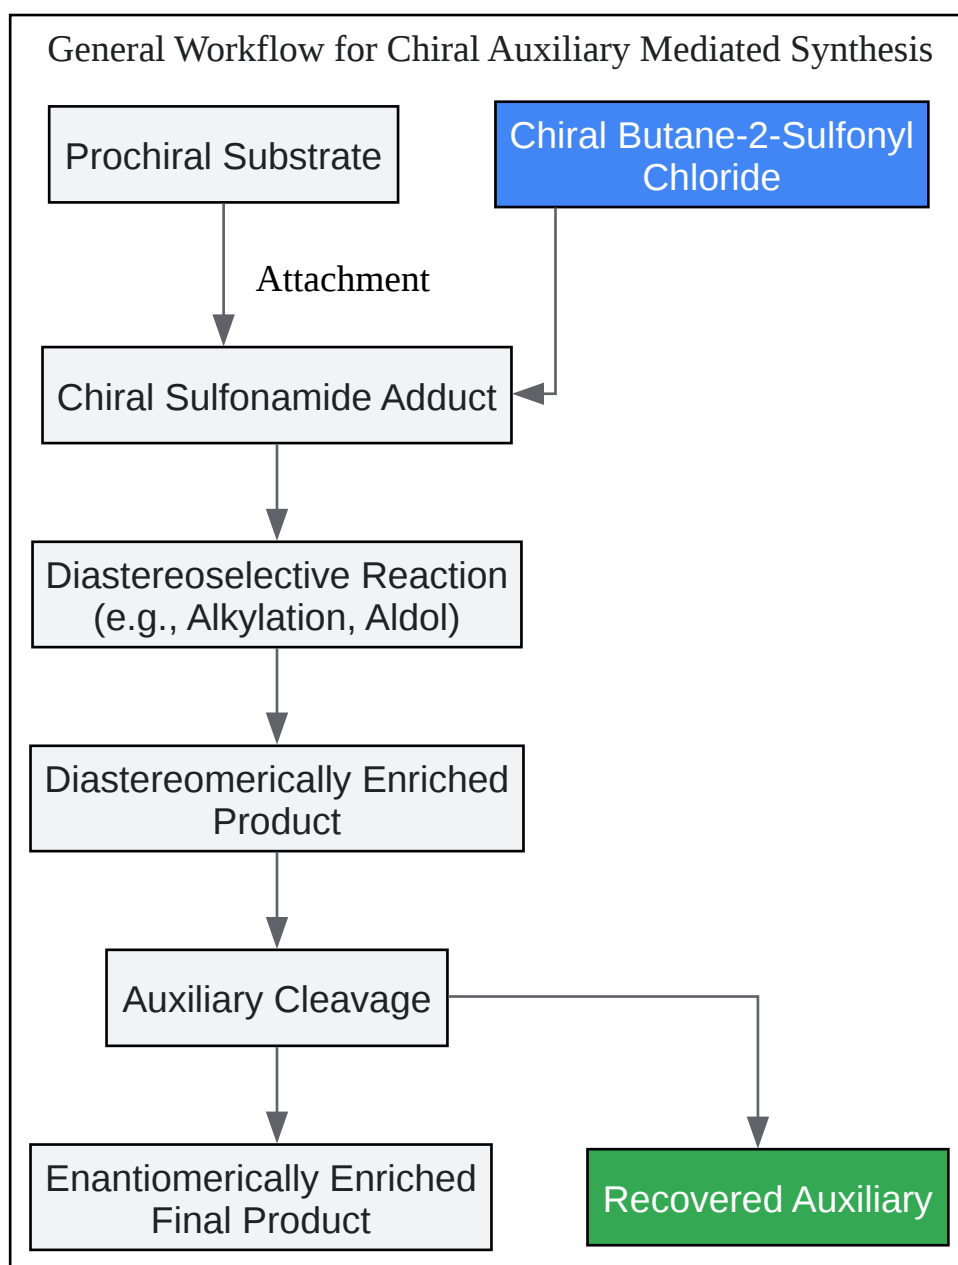 General Workflow for Chiral Auxiliary Mediated Synthesis
Prochiral Substrate
Chiral Butane-2-Sulfonyl
Chloride
Attachment
Chiral Sulfonamide Adduct
Diastereoselective Reaction
(e.g., Alkylation, Aldol)
Diastereomerically Enriched
Product
Auxiliary Cleavage
Enantiomerically Enriched
Final Product
Recovered Auxiliary